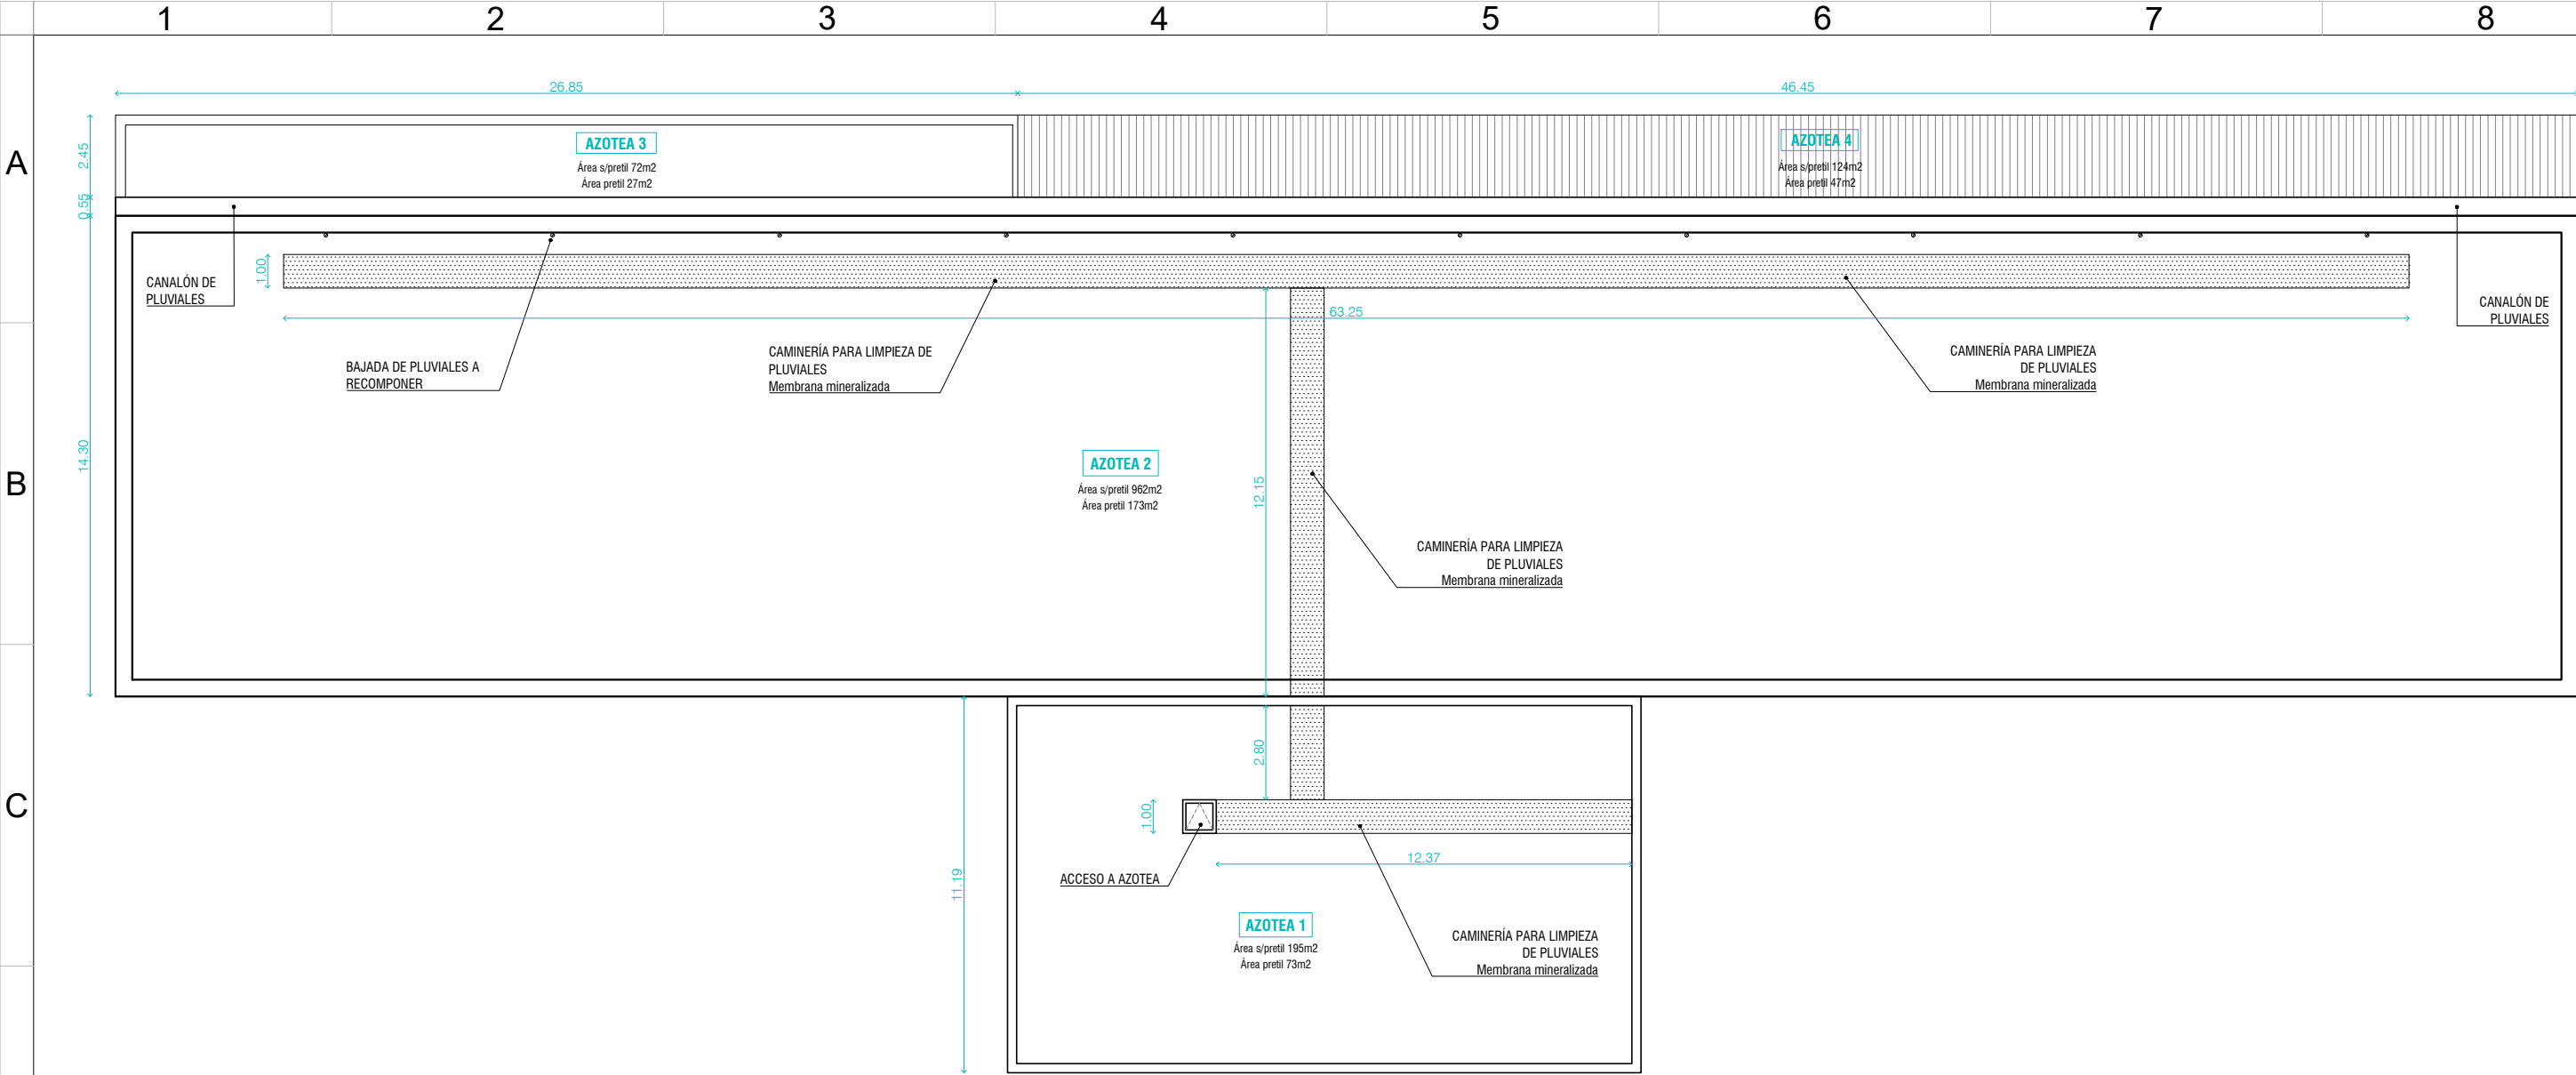 1 2 3 4 5 6 7 8
26.85 46.45
A
2.45
AZOTEA 3
Área s/pretil 72m2
Área pretil 27m2
AZOTEA 4
Área s/pretil 124m2
Área pretil 47m2
0.55
1.00
CANALÓN DE
PLUVIALES
63.25
CANALÓN DE
PLUVIALES
BAJADA DE PLUVIALES A
RECOMPONER
CAMINERÍA PARA LIMPIEZA DE
PLUVIALES
Membrana mineralizada
CAMINERÍA PARA LIMPIEZA
DE PLUVIALES
Membrana mineralizada
B
14.30
AZOTEA 2
Área s/pretil 962m2
Área pretil 173m2
12.15
CAMINERÍA PARA LIMPIEZA
DE PLUVIALES
Membrana mineralizada
C
2.80
1.00
12.37
11.19
ACCESO A AZOTEA
AZOTEA 1
Área s/pretil 195m2
Área pretil 73m2
CAMINERÍA PARA LIMPIEZA
DE PLUVIALES
Membrana mineralizada